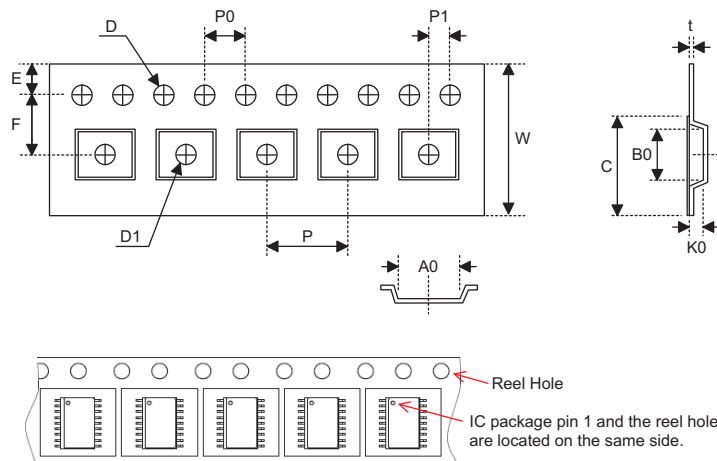 D
P0
P1
t
E
F
W
C
B0
D1
P
K0
A0
Reel Hole
IC package pin 1 and the reel hole
are located on the same side.